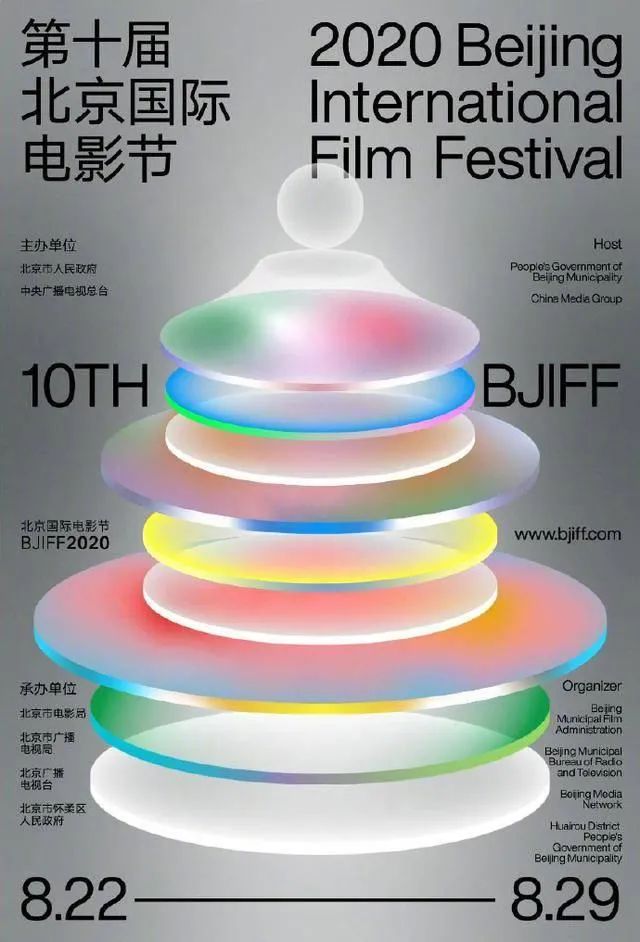 第十届
北京国际
电影节
2020 Beijing
International
Film Festival
主办单位
北京市人民政府
中央广播电视总台
Host
People's Government of
Beijing Municipality
China Media Group
10TH
BJIFF
北京国际电影节
BJIFF2020
www.bjiff.com
承办单位
北京市电影局
北京市广播
电视局
北京广播
电视台
北京市怀柔区
人民政府
Organizer
Beijing
Municipal Film
Administration
Beijing Municipal
Bureau of Radio
and Television
Beijing Media
Network
Huairou District
People's
Government of
Beijing Municipality
8.22
8.29